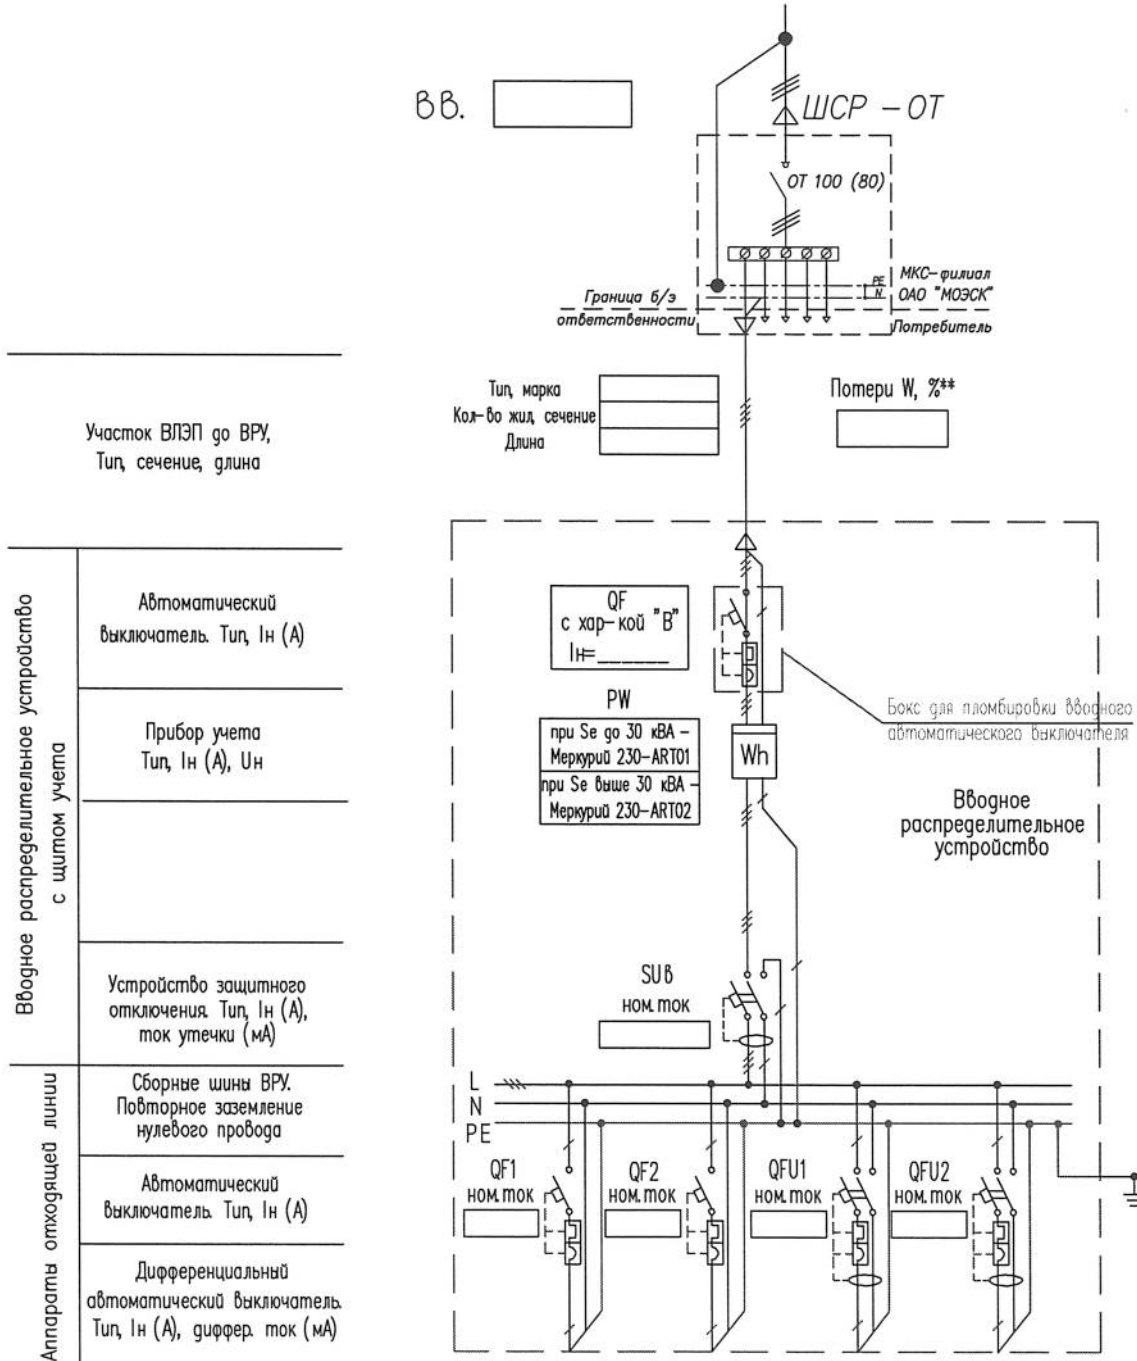 ВВ.
ШСР - ОТ
ОТ 100 (80)
PE
N
МКС-филиал
ОАО "МОЭСК"
Граница б/э
ответственности
Потребитель
Участок ВЛЭП до ВРУ,
Тип, сечение, длина
Тип, марка
Кол-во жил, сечение
Длина
Потери W, %**
Вводное распределительное устройство
с щитом учета
Автоматический
выключатель. Тип, Iн (А)
QF
с хар-кой "В"
Iн=______
Бокс для пломбировки вводного
автоматического выключателя
Прибор учета
Тип, Iн (А), Uн
PW
при Se до 30 кВА -
Меркурий 230-ART01
при Se выше 30 кВА -
Меркурий 230-ART02
Wh
Вводное
распределительное
устройство
Устройство защитного
отключения. Тип, Iн (А),
ток утечки (мА)
SUв
ном. ток
Аппараты отходящей линии
Сборные шины ВРУ.
Повторное заземление
нулевого провода
L
N
PE
Автоматический
выключатель. Тип, Iн (А)
QF1
ном. ток
QF2
ном. ток
QFU1
ном. ток
QFU2
ном. ток
Дифференциальный
автоматический выключатель.
Тип, Iн (А), диффер. ток (мА)